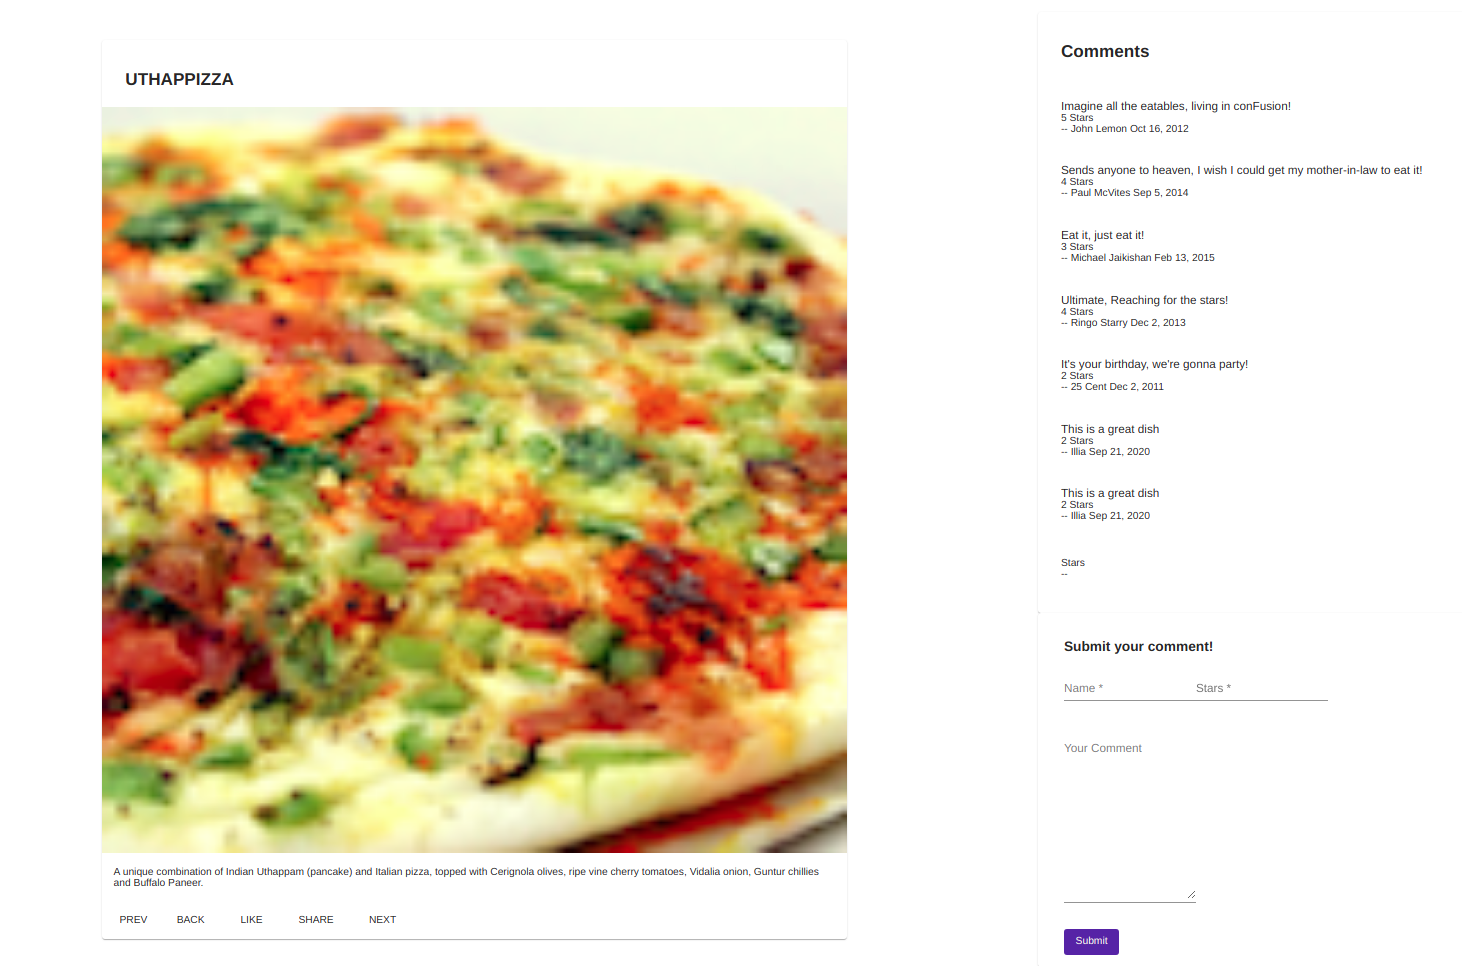 UTHAPPIZZA
A unique combination of Indian Uthappam (pancake) and Italian pizza, topped with Cerignola olives, ripe vine cherry tomatoes, Vidalia onion, Guntur chillies
and Buffalo Paneer.
PREV BACK LIKE SHARE NEXT
Comments
Imagine all the eatables, living in conFusion!
5 Stars
-- John Lemon Oct 16, 2012
Sends anyone to heaven, I wish I could get my mother-in-law to eat it!
4 Stars
-- Paul McVites Sep 5, 2014
Eat it, just eat it!
3 Stars
-- Michael Jaikishan Feb 13, 2015
Ultimate, Reaching for the stars!
4 Stars
-- Ringo Starry Dec 2, 2013
It's your birthday, we're gonna party!
2 Stars
-- 25 Cent Dec 2, 2011
This is a great dish
2 Stars
-- Illia Sep 21, 2020
This is a great dish
2 Stars
-- Illia Sep 21, 2020
Stars
--
Submit your comment!
Name * Stars *
Your Comment
Submit